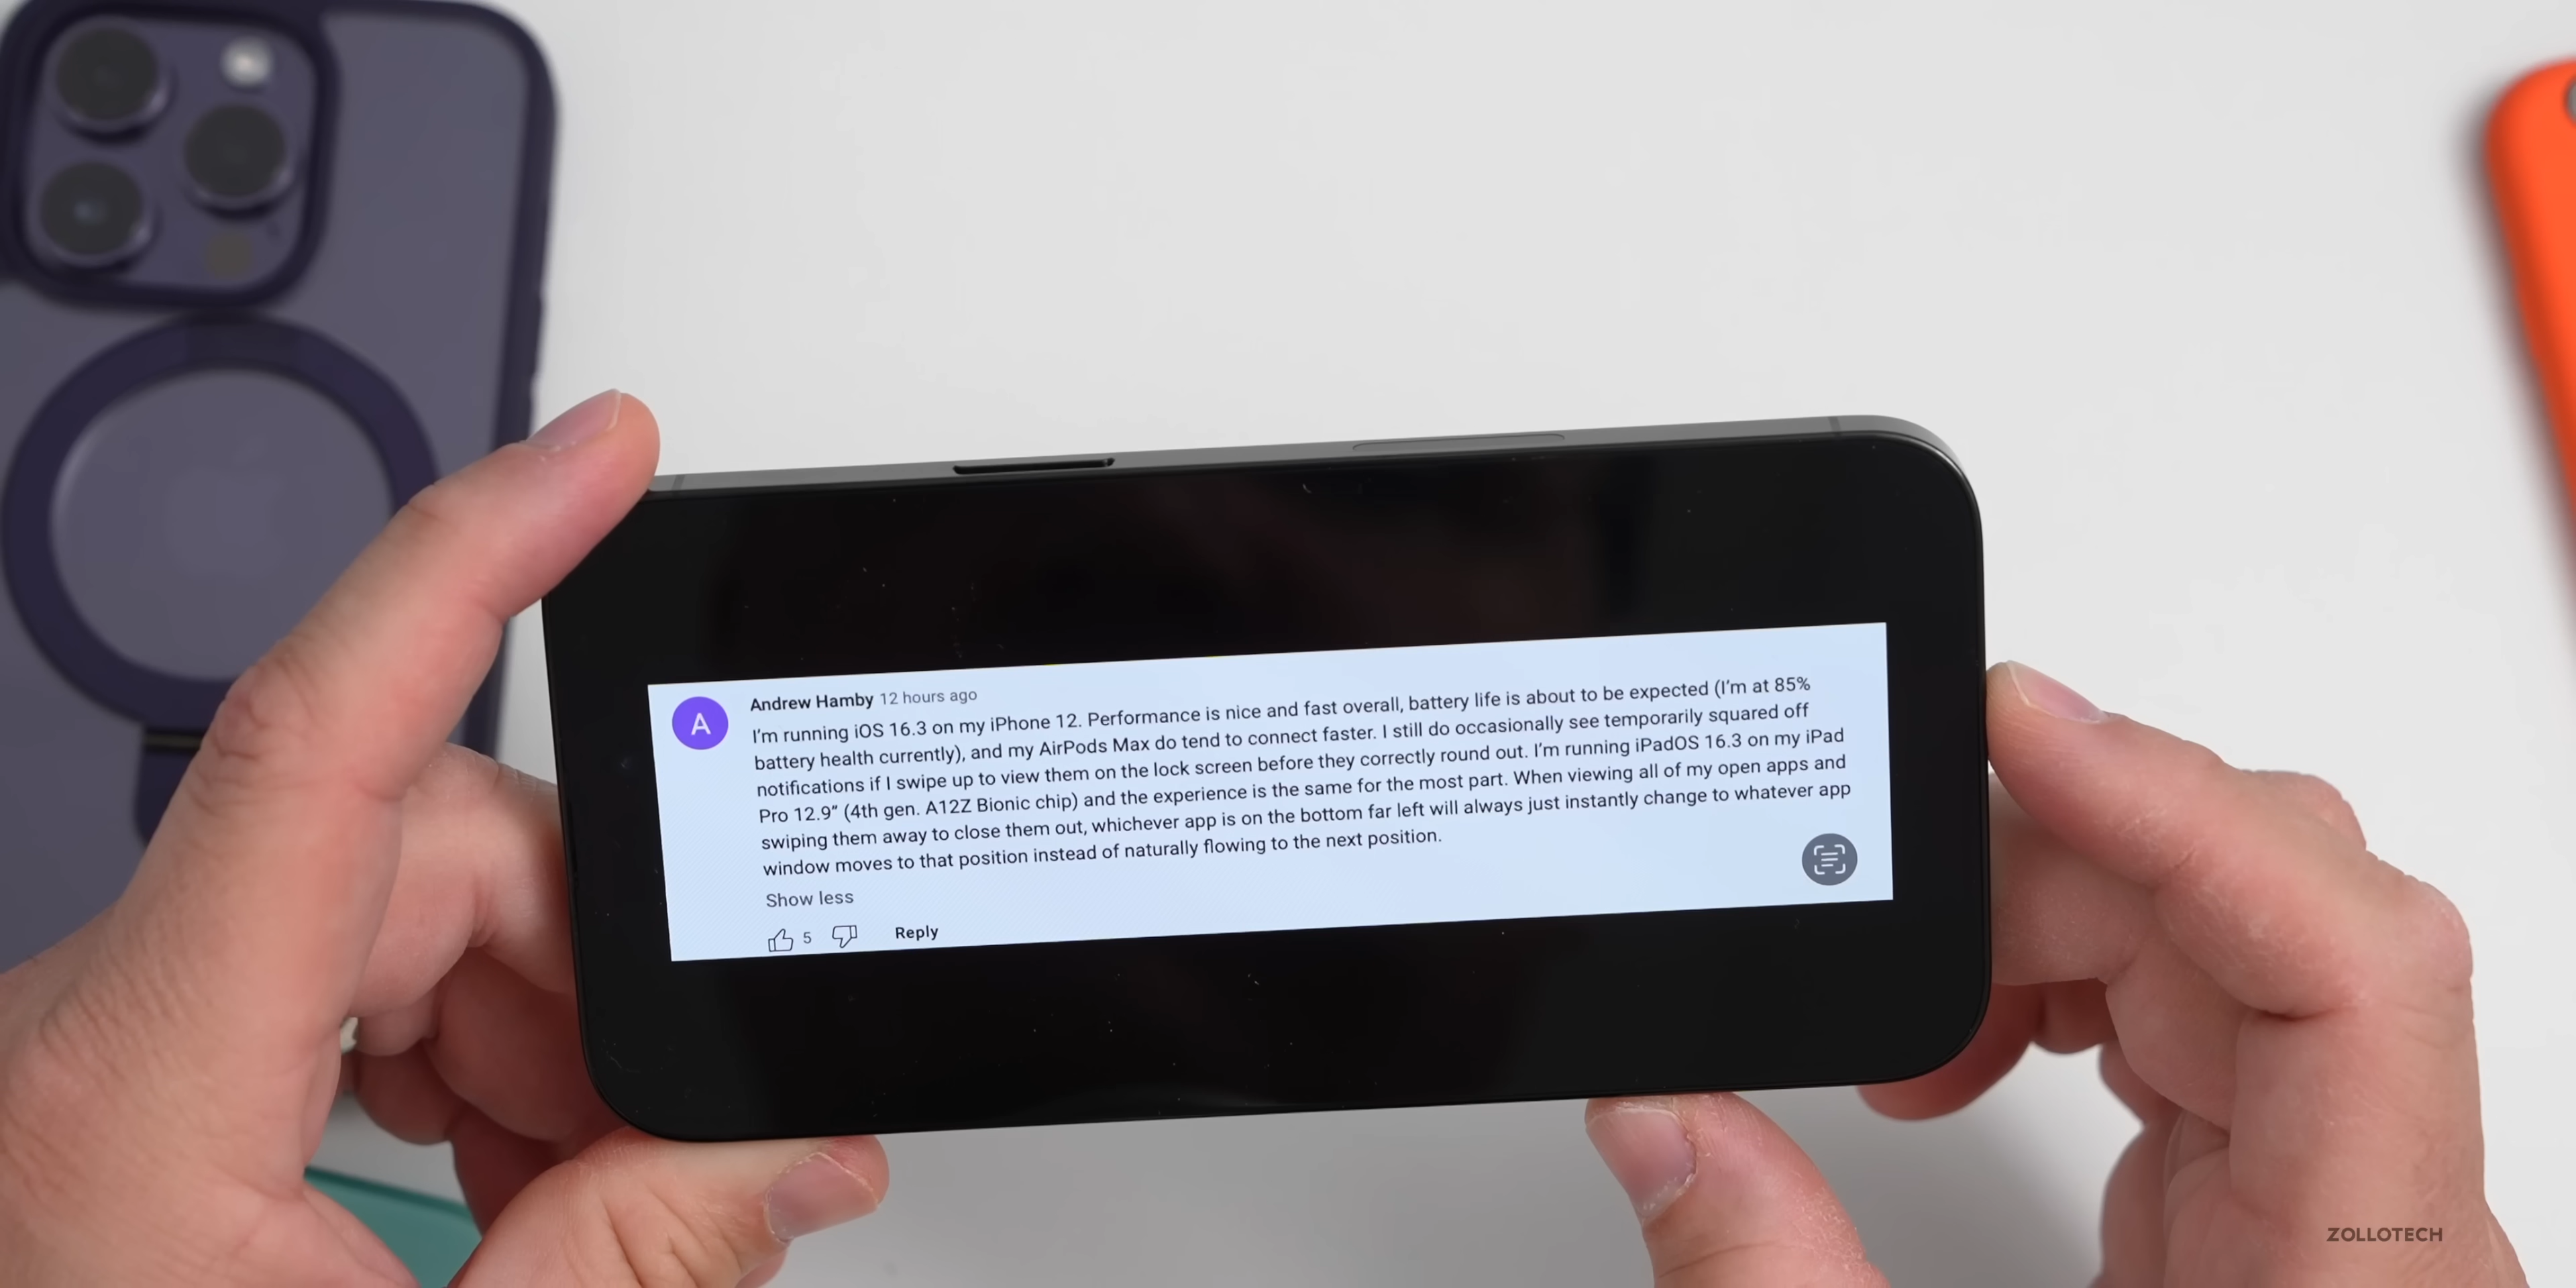 Andrew Hamby 12 hours ago
I'm running iOS 16.3 on my iPhone 12. Performance is nice and fast overall, battery life is about to be expected (I'm at 85%
battery health currently), and my AirPods Max do tend to connect faster. I still do occasionally see temporarily squared off
notifications if I swipe up to view them on the lock screen before they correctly round out. I'm running iPadOS 16.3 on my iPad
Pro 12.9” (4th gen. A12Z Bionic chip) and the experience is the same for the most part. When viewing all of my open apps and
swiping them away to close them out, whichever app is on the bottom far left will always just instantly change to whatever app
window moves to that position instead of naturally flowing to the next position.
Show less
5 Reply
A
ZOLLOTECH